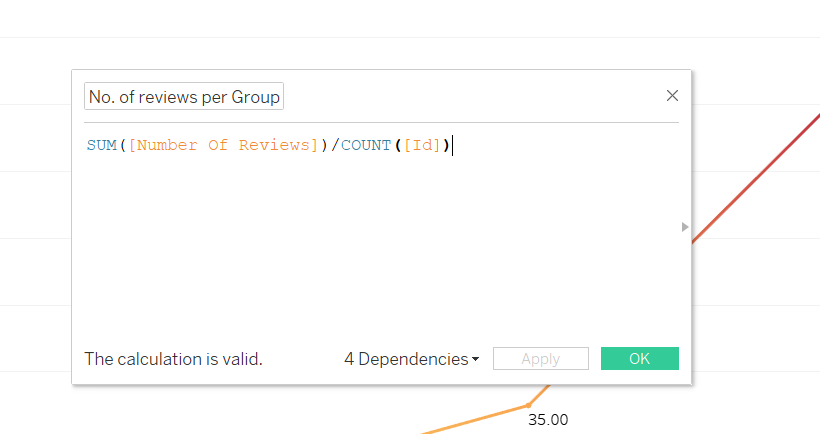 No. of reviews per Group
SUM([Number Of Reviews])/COUNT([Id])
The calculation is valid.
4 Dependencies
Apply
OK
35.00